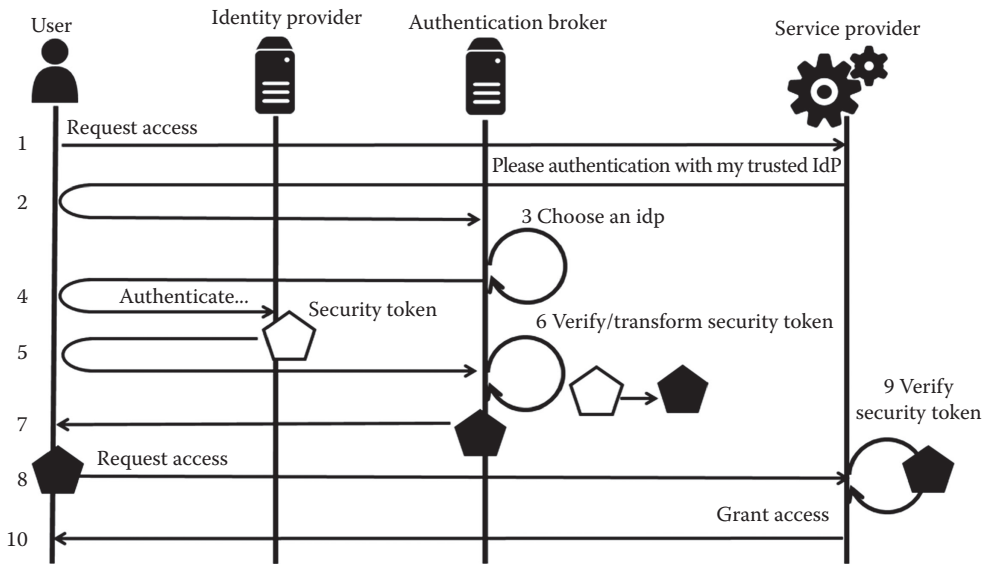 User
Identity provider
Authentication broker
Service provider
1
Request access
Please authentication with my trusted IdP
2
3 Choose an idp
4
Authenticate...
Security token
5
6 Verify/transform security token
7
9 Verify
security token
8
Request access
Grant access
10